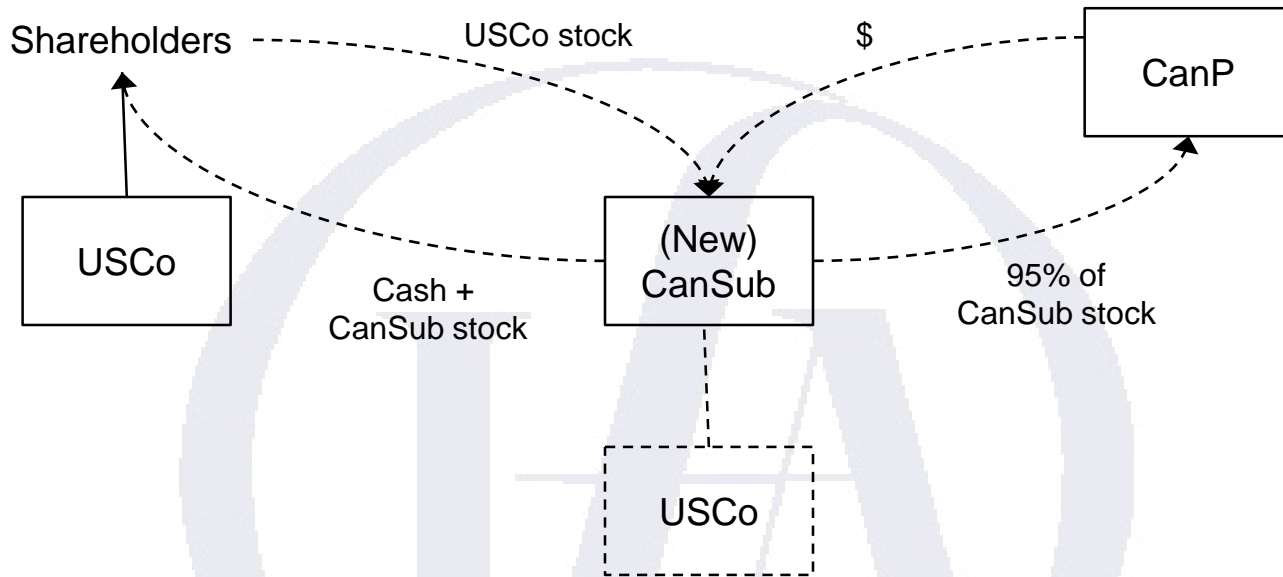 Shareholders
USCo stock
$
CanP
USCo
(New)
CanSub
Cash +
CanSub stock
95% of
CanSub stock
USCo